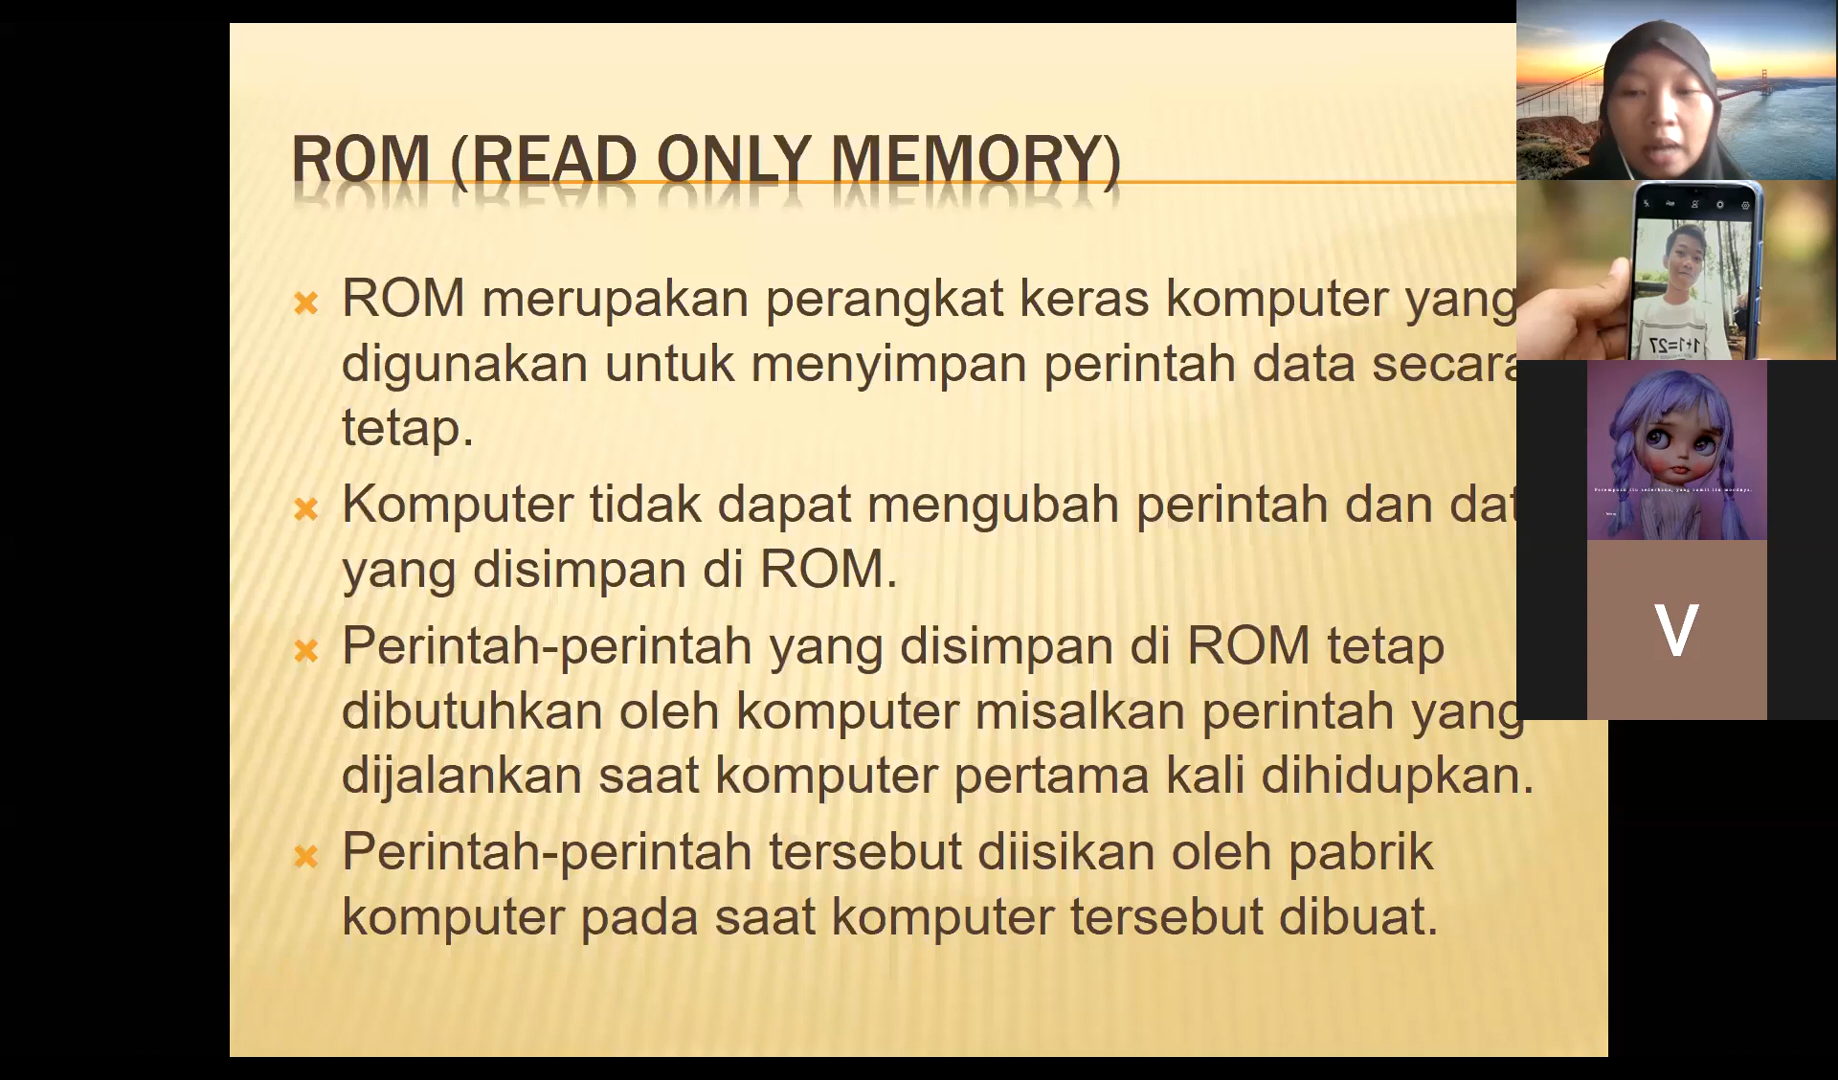 ROM (READ ONLY MEMORY)
ROM merupakan perangkat keras komputer yang
digunakan untuk menyimpan perintah data secara
tetap.
Komputer tidak dapat mengubah perintah dan dat
yang disimpan di ROM.
Perintah-perintah yang disimpan di ROM tetap
dibutuhkan oleh komputer misalkan perintah yang
dijalankan saat komputer pertama kali dihidupkan.
Perintah-perintah tersebut diisikan oleh pabrik
komputer pada saat komputer tersebut dibuat.
1+1=27
V